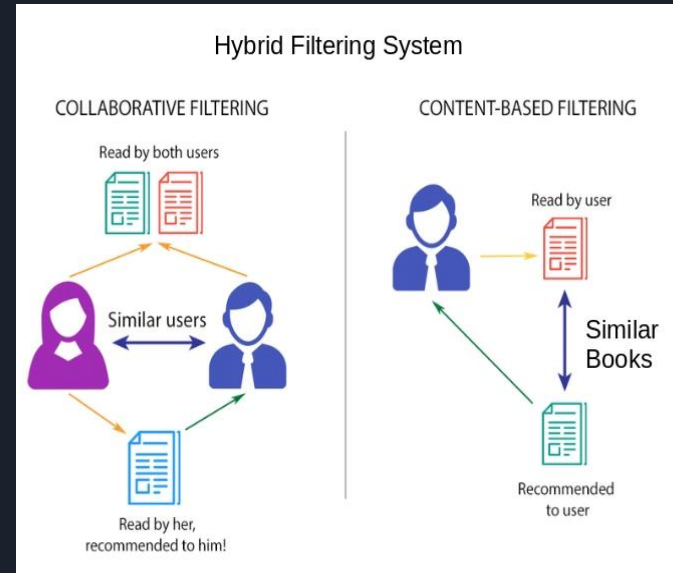 Hybrid Filtering System
COLLABORATIVE FILTERING
Read by both users
Similar users
Read by her,
recommended to him!
CONTENT-BASED FILTERING
Read by user
Similar
Books
Recommended
to user